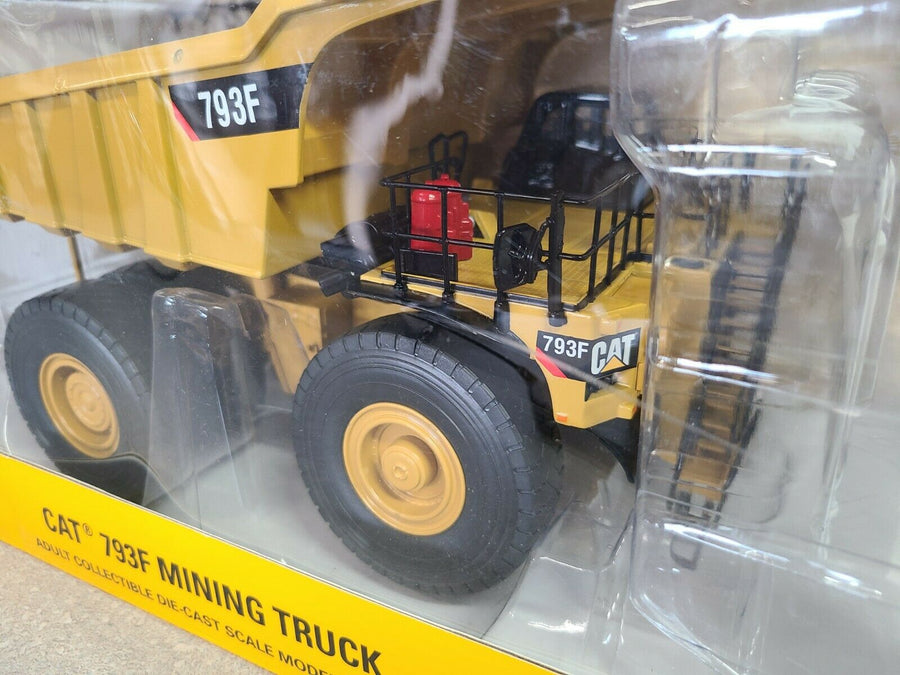 793F
793F CAT
CAT® 793F MINING TRUCK
ADULT COLLECTIBLE DIE-CAST SCALE MODEL